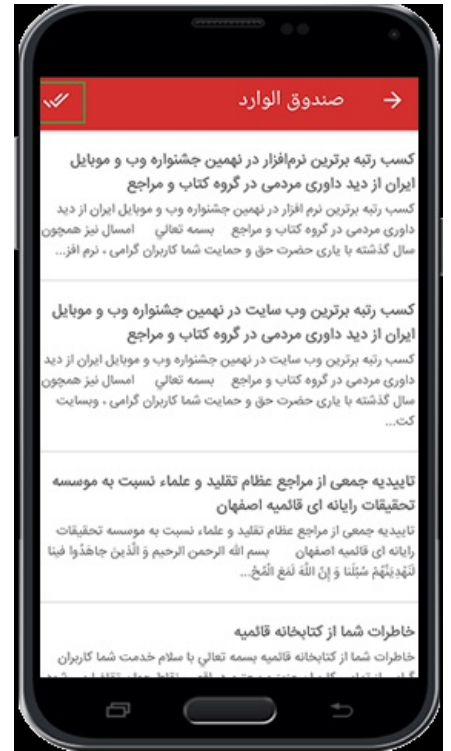 صندوق الوارد
کسب رتبه برترین نرم‌افزار در نهمین جشنواره وب و موبایل
ایران از دید داوری مردمی در گروه کتاب و مراجع
کسب رتبه برترین نرم افزار در نهمین جشنواره وب و موبایل ایران از دید
داوری مردمی در گروه کتاب و مراجع بسمه تعالي امسال نیز همچون
سال گذشته با یاری حضرت حق و حمایت شما کاربران گرامی ، نرم افز...
کسب رتبه برترین وب سایت در نهمین جشنواره وب و موبایل
ایران از دید داوری مردمی در گروه کتاب و مراجع
کسب رتبه برترین وب سایت در نهمین جشنواره وب و موبایل ایران از دید
داوری مردمی در گروه کتاب و مراجع بسمه تعالي امسال نیز همچون
سال گذشته با یاری حضرت حق و حمایت شما کاربران گرامی ، وبسایت
کت...
تاییدیه جمعی از مراجع عظام تقلید و علماء نسبت به موسسه
تحقیقات رایانه ای قائمیه اصفهان
تاییدیه جمعی از مراجع عظام تقلید و علماء نسبت به موسسه تحقیقات
رایانه ای قائمیه اصفهان بسم الله الرحمن الرحیم وَ الَّذینَ جاهَدُوا فینا
لَنَهْدِیَنَّهُمْ سُبُلَنا وَ إِنَّ اللَّهَ لَمَعَ الْمُحْ...
خاطرات شما از کتابخانه قائمیه
خاطرات شما از کتابخانه قائمیه بسمه تعالي با سلام خدمت شما کاربران